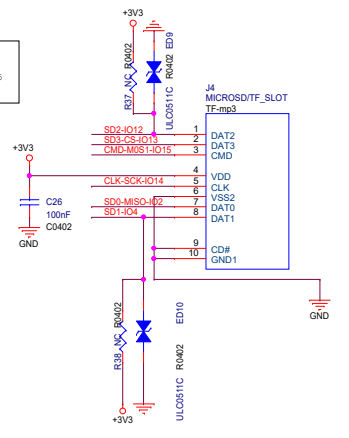 +3V3
R37 NC R0402
R0402 ED9
ULC0511C
J4
MICROSD/TF_SLOT
TF-mp3
SD2-IO12 1 DAT2
SD3-CS-IO13 2 DAT3
CMD-M0S1-IO15 3 CMD
+3V3
4 VDD
CLK-SCK-IO14 5 CLK
6 VSS2
SD0-MISO-IO2 7 DAT0
SD1-IO4 8 DAT1
C26
100nF
C0402
GND
9 CD#
10 GND1
GND
R38 NC R0402
ED10
ULC0511C R0402
+3V3